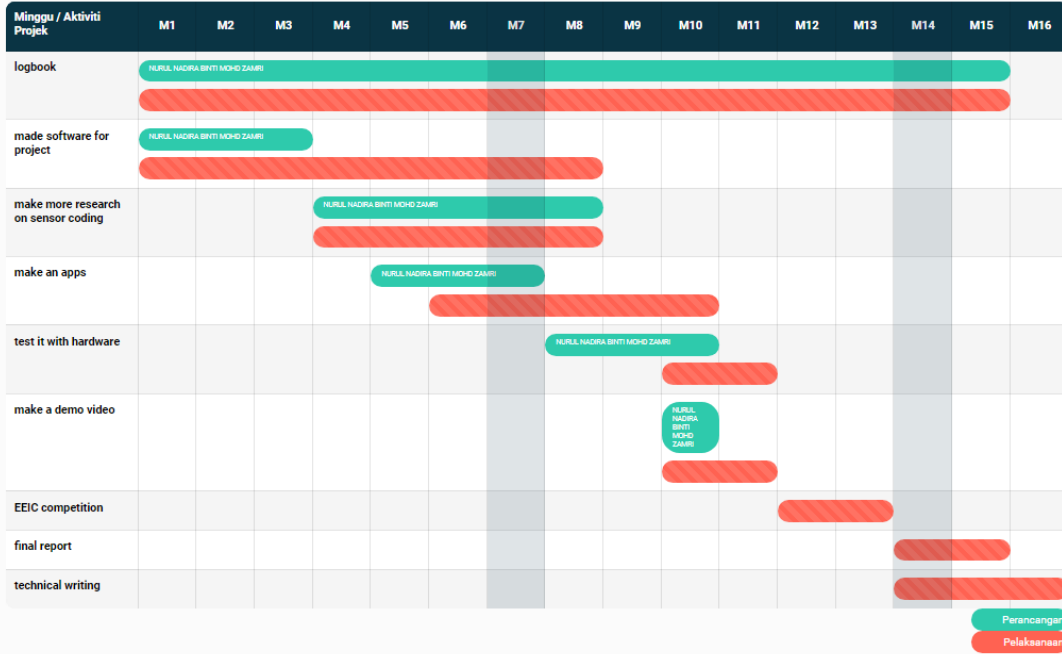 Minggu / Aktiviti
Projek
M1 M2 M3 M4 M5 M6 M7 M8 M9 M10 M11 M12 M13 M14 M15 M16
logbook
NURUL NADIRA BINTI MOHD ZAMRI
made software for
project
NURUL NADIRA BINTI MOHD ZAMRI
make more research
on sensor coding
NURUL NADIRA BINTI MOHD ZAMRI
make an apps
NURUL NADIRA BINTI MOHD ZAMRI
test it with hardware
NURUL NADIRA BINTI MOHD ZAMRI
make a demo video
NURUL
NADIRA
BINTI
MOHD
ZAMRI
EEIC competition
final report
technical writing
Perancangan
Pelaksanaan